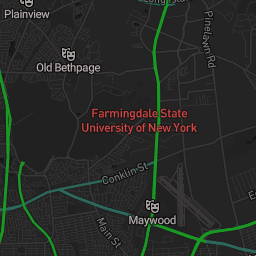 Plainview
Pinelawn Rd
Old Bethpage
Farmingdale State
University of New York
Conklin St
Maywood
Main St